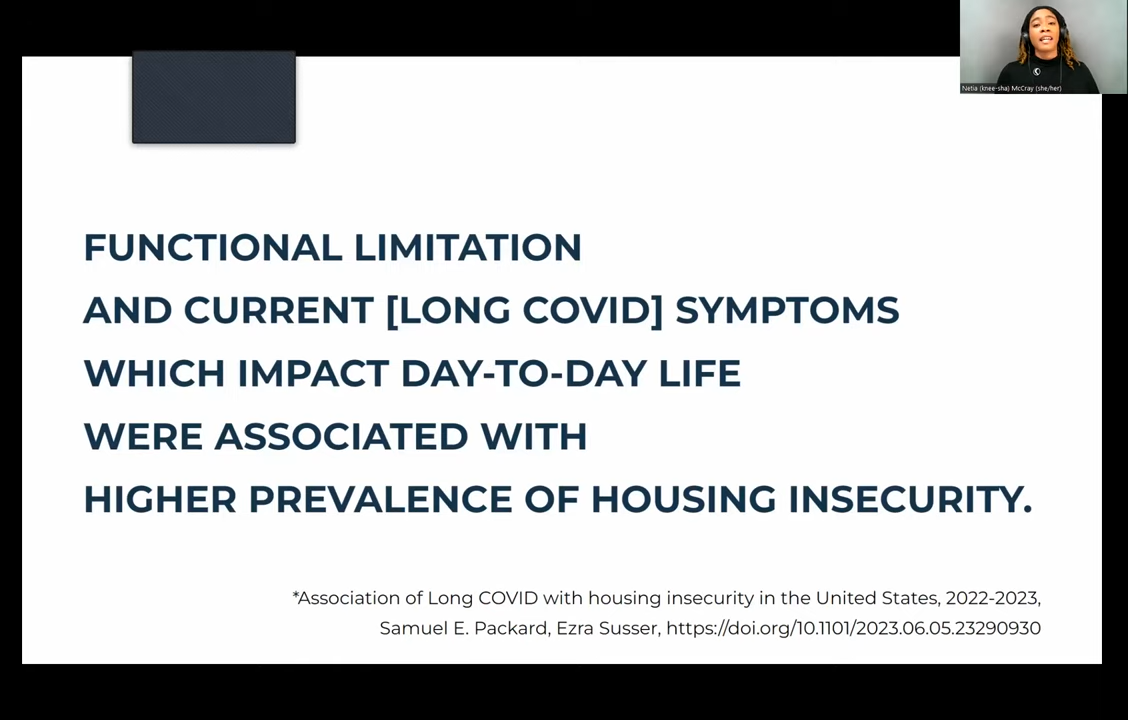 Netia (knee-sha) McCray (she/her)
FUNCTIONAL LIMITATION
AND CURRENT [LONG COVID] SYMPTOMS
WHICH IMPACT DAY-TO-DAY LIFE
WERE ASSOCIATED WITH
HIGHER PREVALENCE OF HOUSING INSECURITY.
*Association of Long COVID with housing insecurity in the United States, 2022-2023,
Samuel E. Packard, Ezra Susser, https://doi.org/10.1101/2023.06.05.23290930